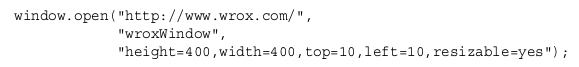 window.open("http://www.wrox.com/",
"wroxWindow",
"height=400,width=400,top=10,left=10,resizable=yes");